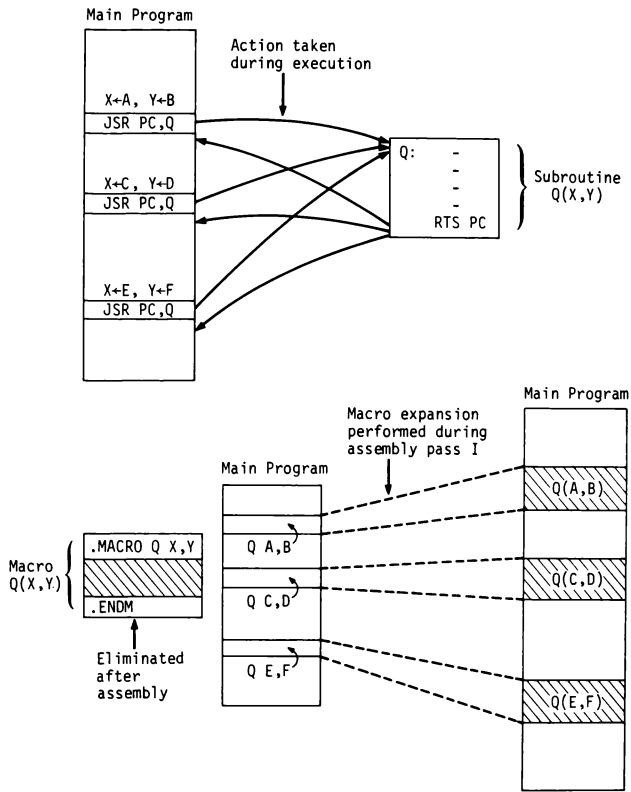 Main Program
Action taken
during execution
X←A, Y←B
JSR PC,Q
Q: -
-
-
-
RTS PC
Subroutine
Q(X,Y)
X←C, Y←D
JSR PC,Q
X←E, Y←F
JSR PC,Q
Main Program
Macro expansion
performed during
assembly pass I
Main Program
Q(A,B)
Q A,B
.MACRO Q X,Y
Macro
Q(X,Y)
.ENDM
Q C,D
Q(C,D)
Eliminated
after
assembly
Q E,F
Q(E,F)